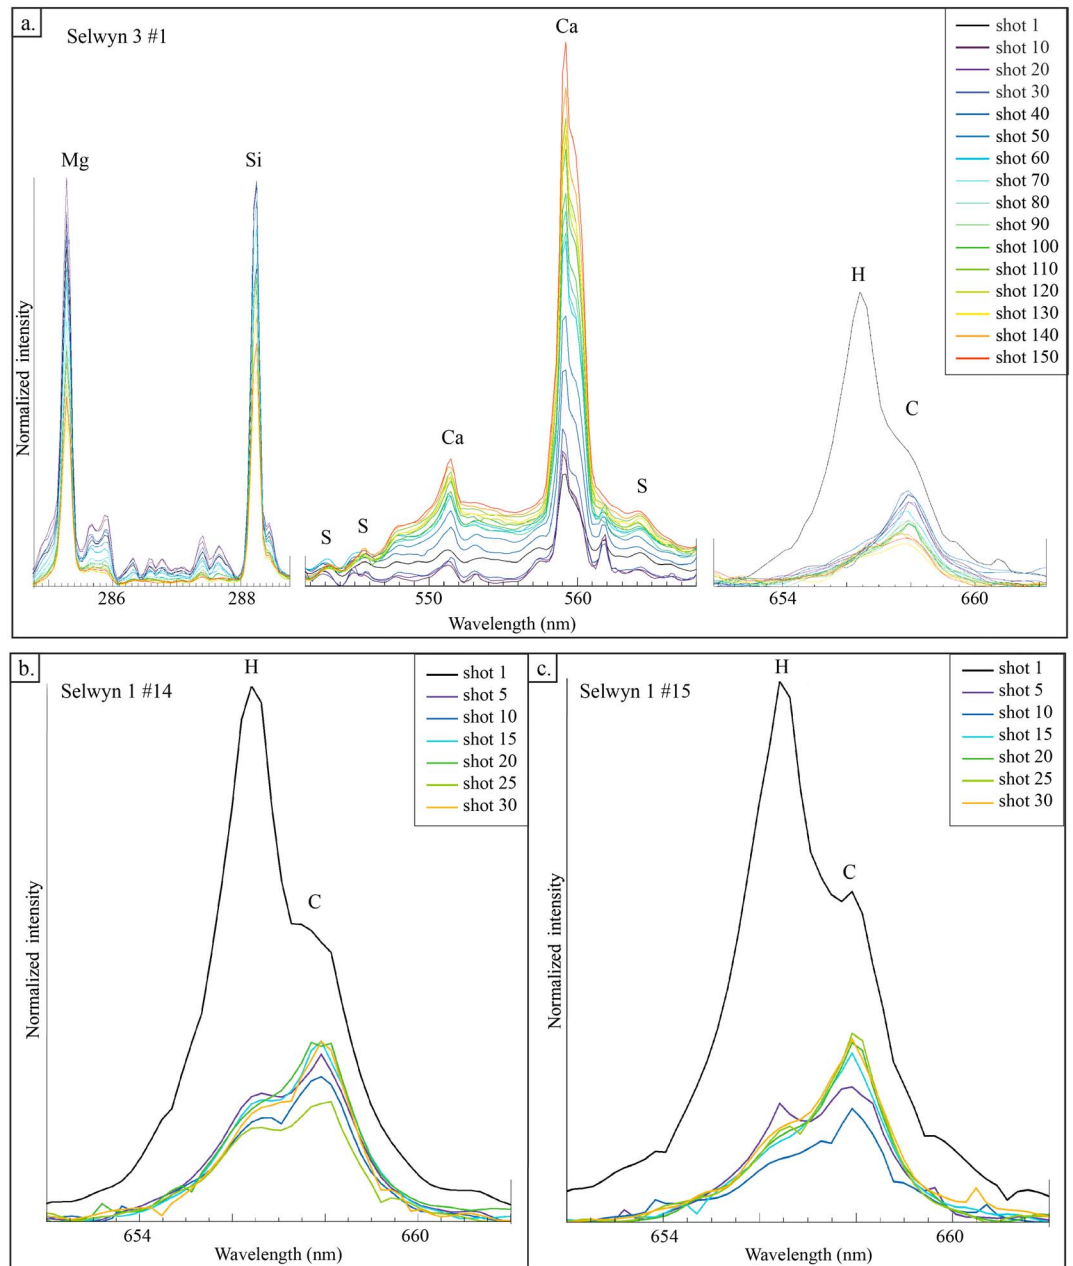 a.
Selwyn 3 #1
Ca
shot 1
shot 10
shot 20
shot 30
shot 40
shot 50
shot 60
shot 70
shot 80
shot 90
shot 100
shot 110
shot 120
shot 130
shot 140
shot 150
Mg
Si
H
C
Ca
S
S
S
Normalized intensity
286
288
550
560
654
660
Wavelength (nm)
b.
H
Selwyn 1 #14
shot 1
shot 5
shot 10
shot 15
shot 20
shot 25
shot 30
C
Normalized intensity
654
660
Wavelength (nm)
c.
H
Selwyn 1 #15
shot 1
shot 5
shot 10
shot 15
shot 20
shot 25
shot 30
C
Normalized intensity
654
660
Wavelength (nm)